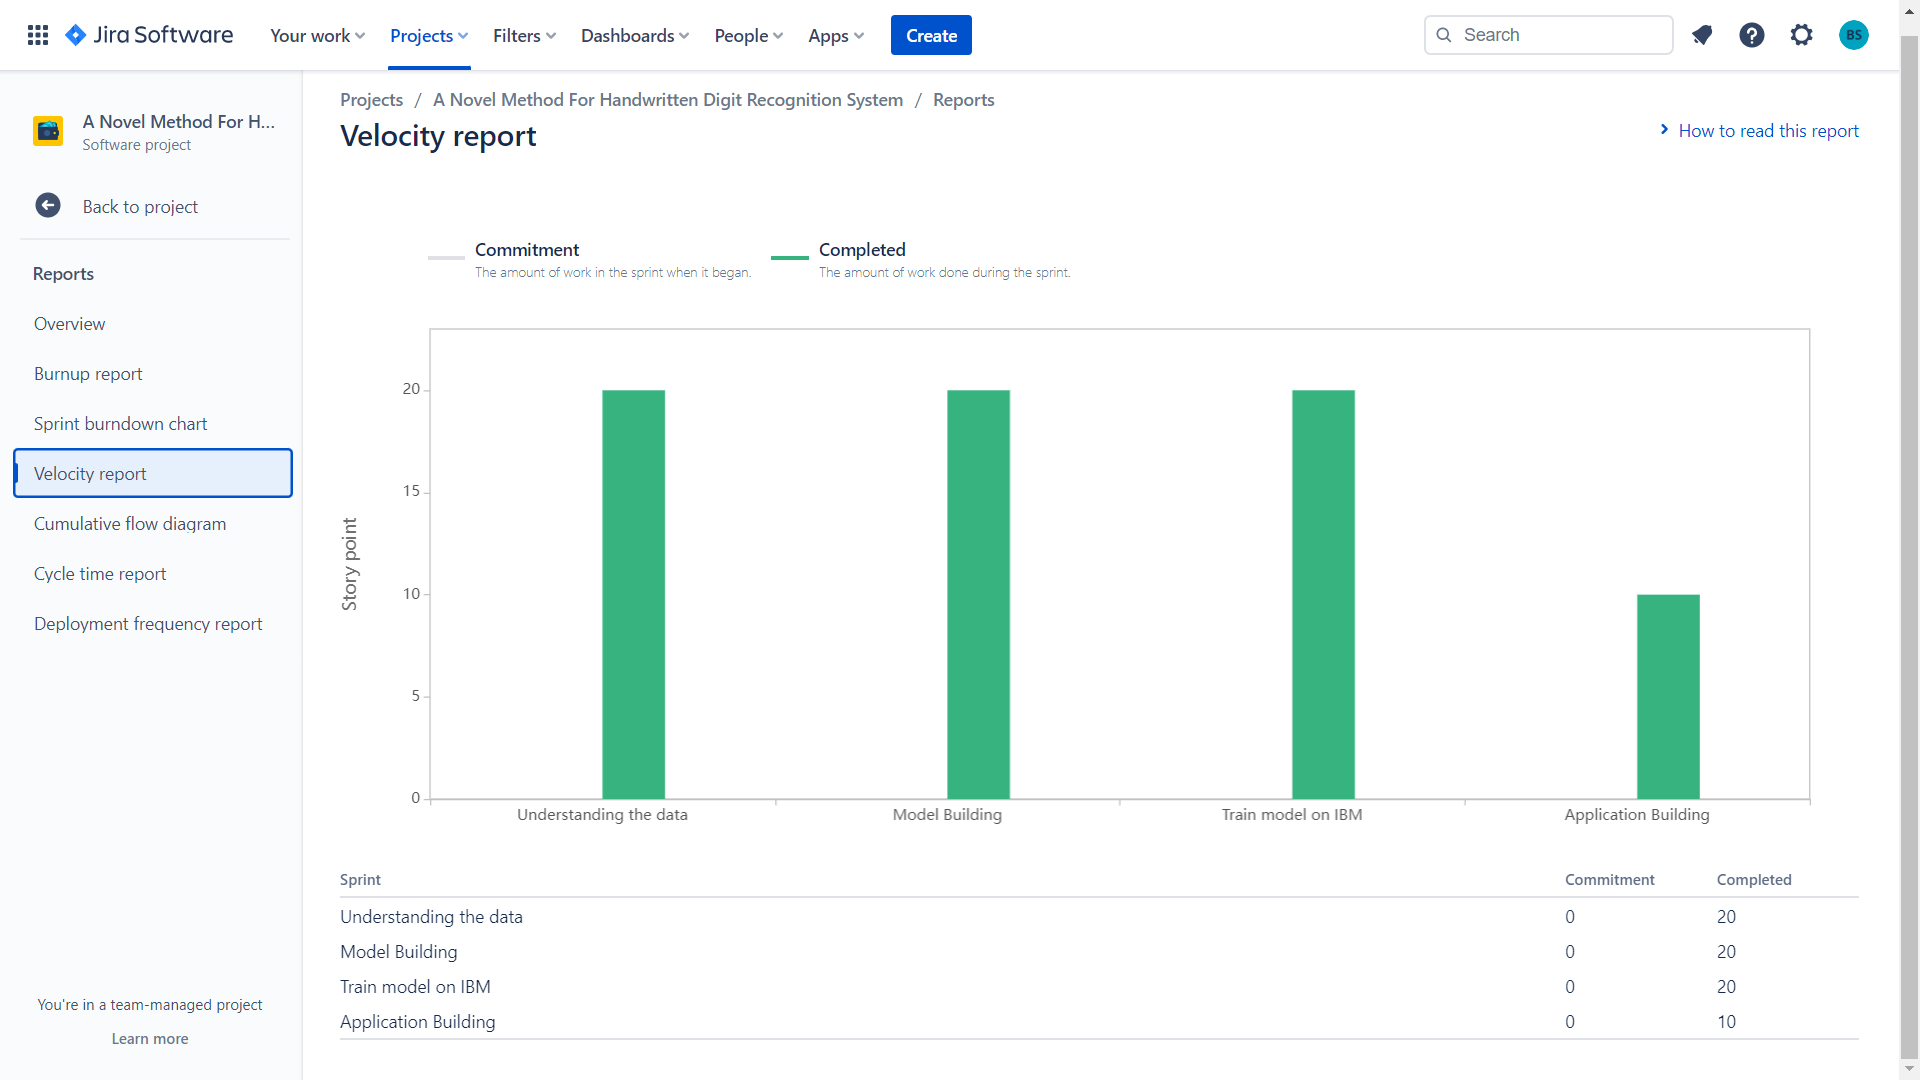 Jira Software
Your work
Projects
Filters
Dashboards
People
Apps
Create
Search
BS
A Novel Method For H...
Software project
Back to project
Reports
Overview
Burnup report
Sprint burndown chart
Velocity report
Cumulative flow diagram
Cycle time report
Deployment frequency report
You're in a team-managed project
Learn more
Projects / A Novel Method For Handwritten Digit Recognition System / Reports
Velocity report
How to read this report
Commitment
The amount of work in the sprint when it began.
Completed
The amount of work done during the sprint.
Story point
20
15
10
5
0
Understanding the data
Model Building
Train model on IBM
Application Building
Sprint Commitment Completed
Understanding the data 0 20
Model Building 0 20
Train model on IBM 0 20
Application Building 0 10